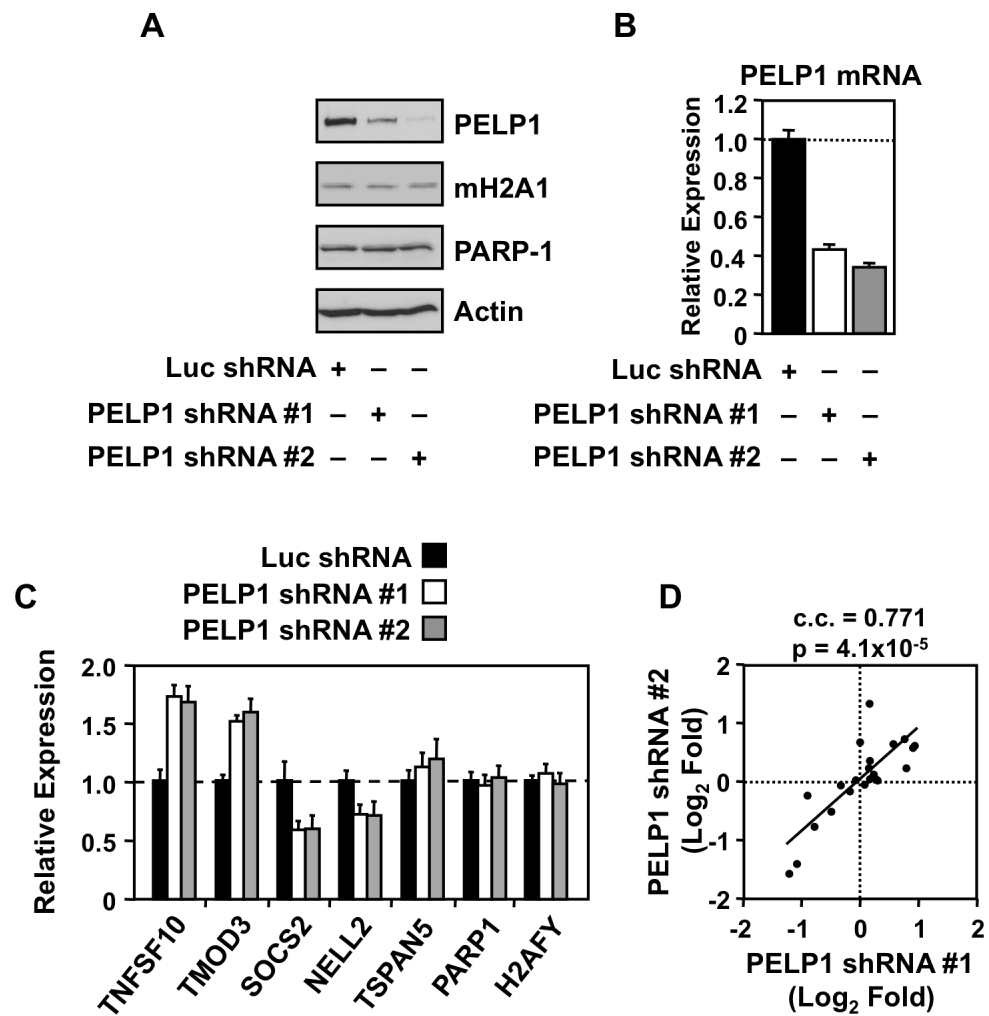 A
PELP1
mH2A1
PARP-1
Actin
Luc shRNA + – –
PELP1 shRNA #1 – + –
PELP1 shRNA #2 – – +
B
PELP1 mRNA
Relative Expression
1.2
1.0
0.8
0.6
0.4
0.2
0
Luc shRNA + – –
PELP1 shRNA #1 – + –
PELP1 shRNA #2 – – +
C
Luc shRNA
PELP1 shRNA #1
PELP1 shRNA #2
Relative Expression
2.0
1.5
1.0
0.5
0
TNFSF10
TMOD3
SOCS2
NELL2
TSPAN5
PARP1
H2AFY
D
c.c. = 0.771
p = 4.1x10⁻⁵
PELP1 shRNA #2
(Log₂ Fold)
2
1
0
-1
-2
-2 -1 0 1 2
PELP1 shRNA #1
(Log₂ Fold)